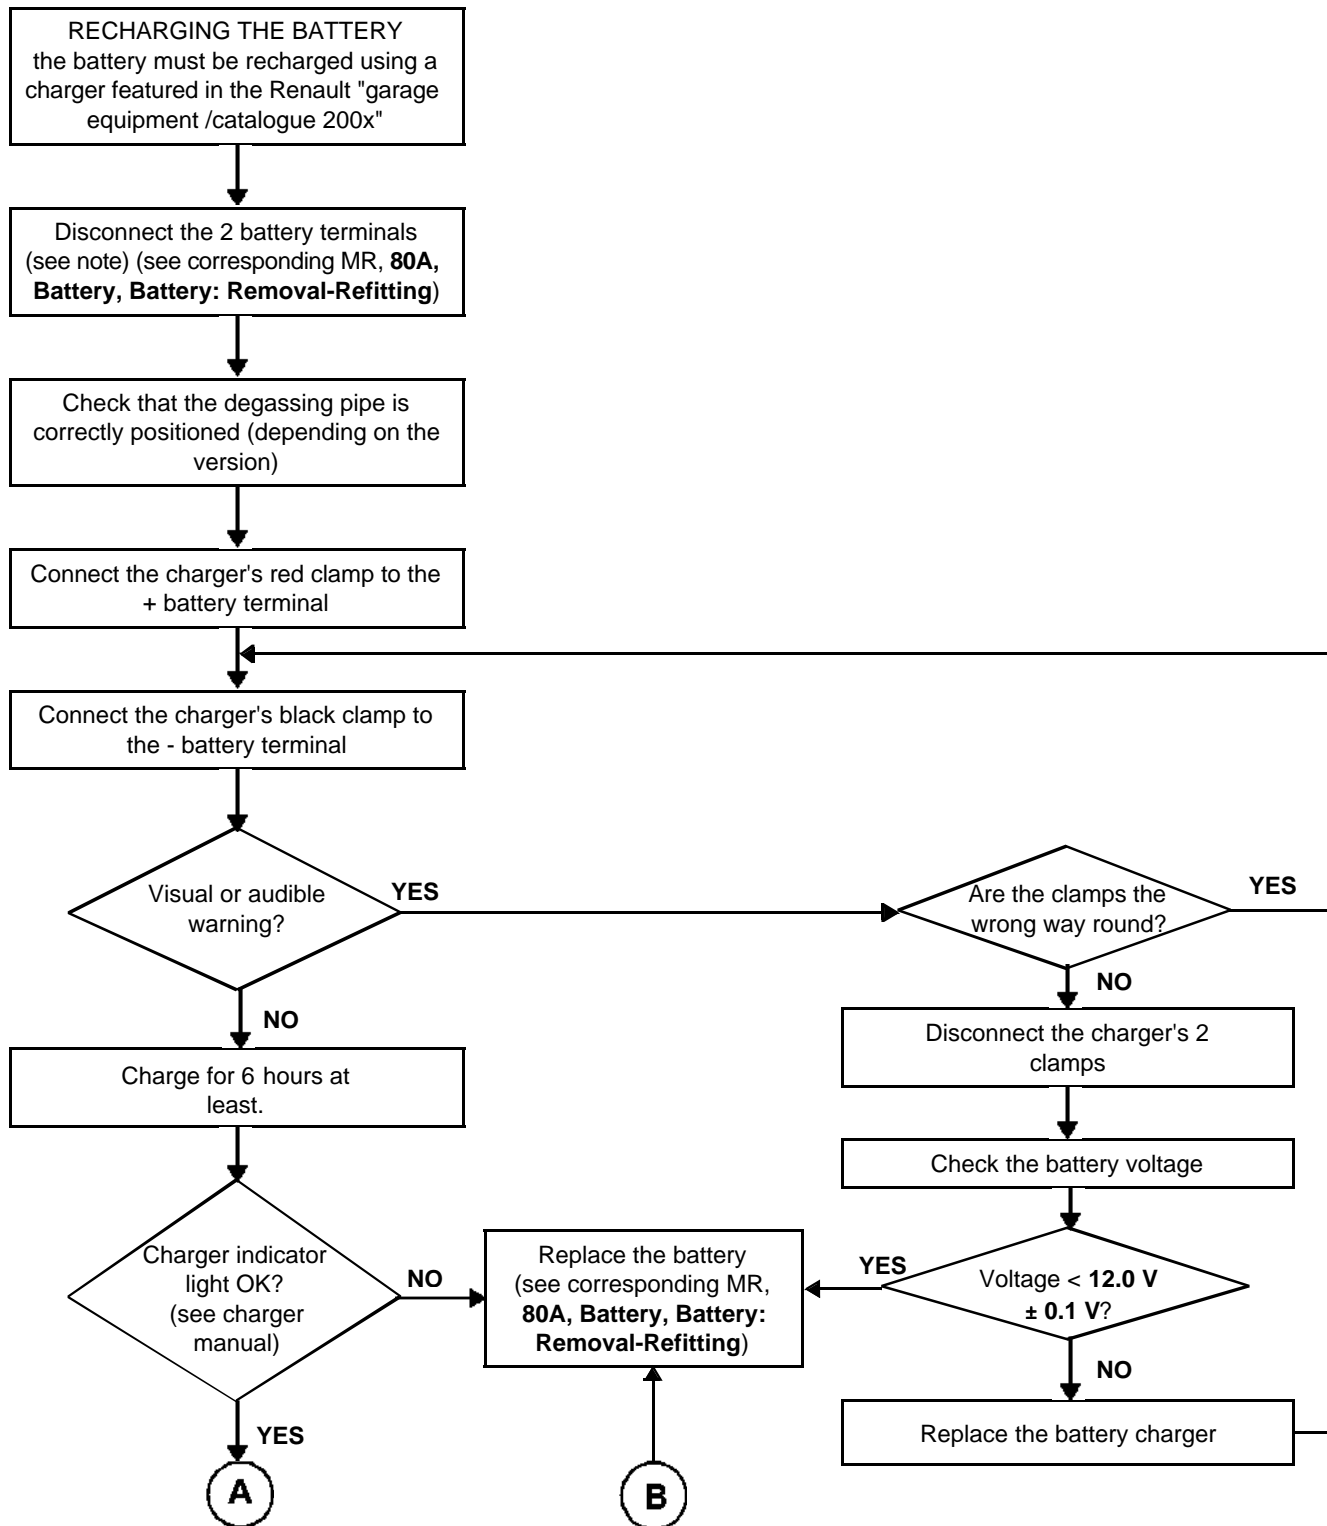 RECHARGING THE BATTERY
the battery must be recharged using a
charger featured in the Renault "garage
equipment /catalogue 200x"
Disconnect the 2 battery terminals
(see note) (see corresponding MR, 80A,
Battery, Battery: Removal-Refitting)
Check that the degassing pipe is
correctly positioned (depending on the
version)
Connect the charger's red clamp to the
+ battery terminal
Connect the charger's black clamp to
the - battery terminal
Visual or audible
warning?
YES
Are the clamps the
wrong way round?
YES
NO
NO
Disconnect the charger's 2
clamps
Charge for 6 hours at
least.
Check the battery voltage
Charger indicator
light OK?
(see charger
manual)
NO
Replace the battery
(see corresponding MR,
80A, Battery, Battery:
Removal-Refitting)
YES
Voltage < 12.0 V
± 0.1 V?
NO
YES
Replace the battery charger
A
B